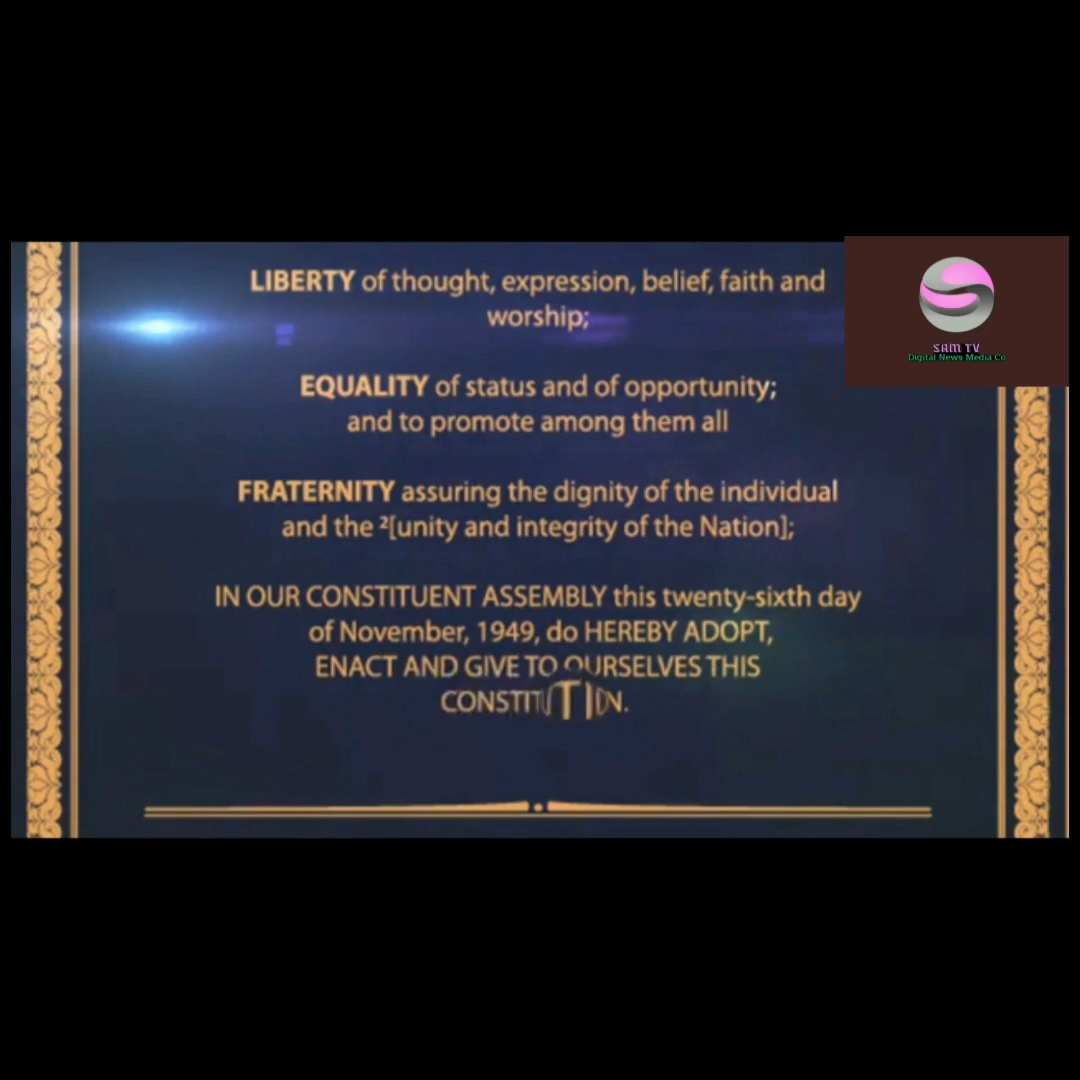 LIBERTY of thought, expression, belief, faith and
worship;
EQUALITY of status and of opportunity;
and to promote among them all
FRATERNITY assuring the dignity of the individual
and the ²[unity and integrity of the Nation];
IN OUR CONSTITUENT ASSEMBLY this twenty-sixth day
of November, 1949, do HEREBY ADOPT,
ENACT AND GIVE TO OURSELVES THIS
CONSTITUTION.
SAM TV
Digital News Media Co